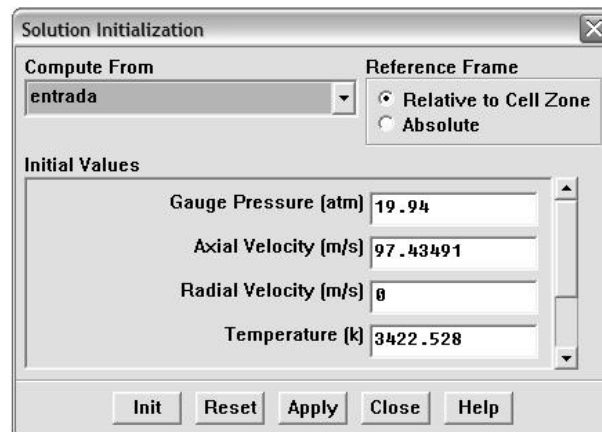 Solution Initialization
Compute From
Reference Frame
entrada
Relative to Cell Zone
Absolute
Initial Values
Gauge Pressure (atm) 19.94
Axial Velocity (m/s) 97.43491
Radial Velocity (m/s) 0
Temperature (k) 3422.528
Init Reset Apply Close Help